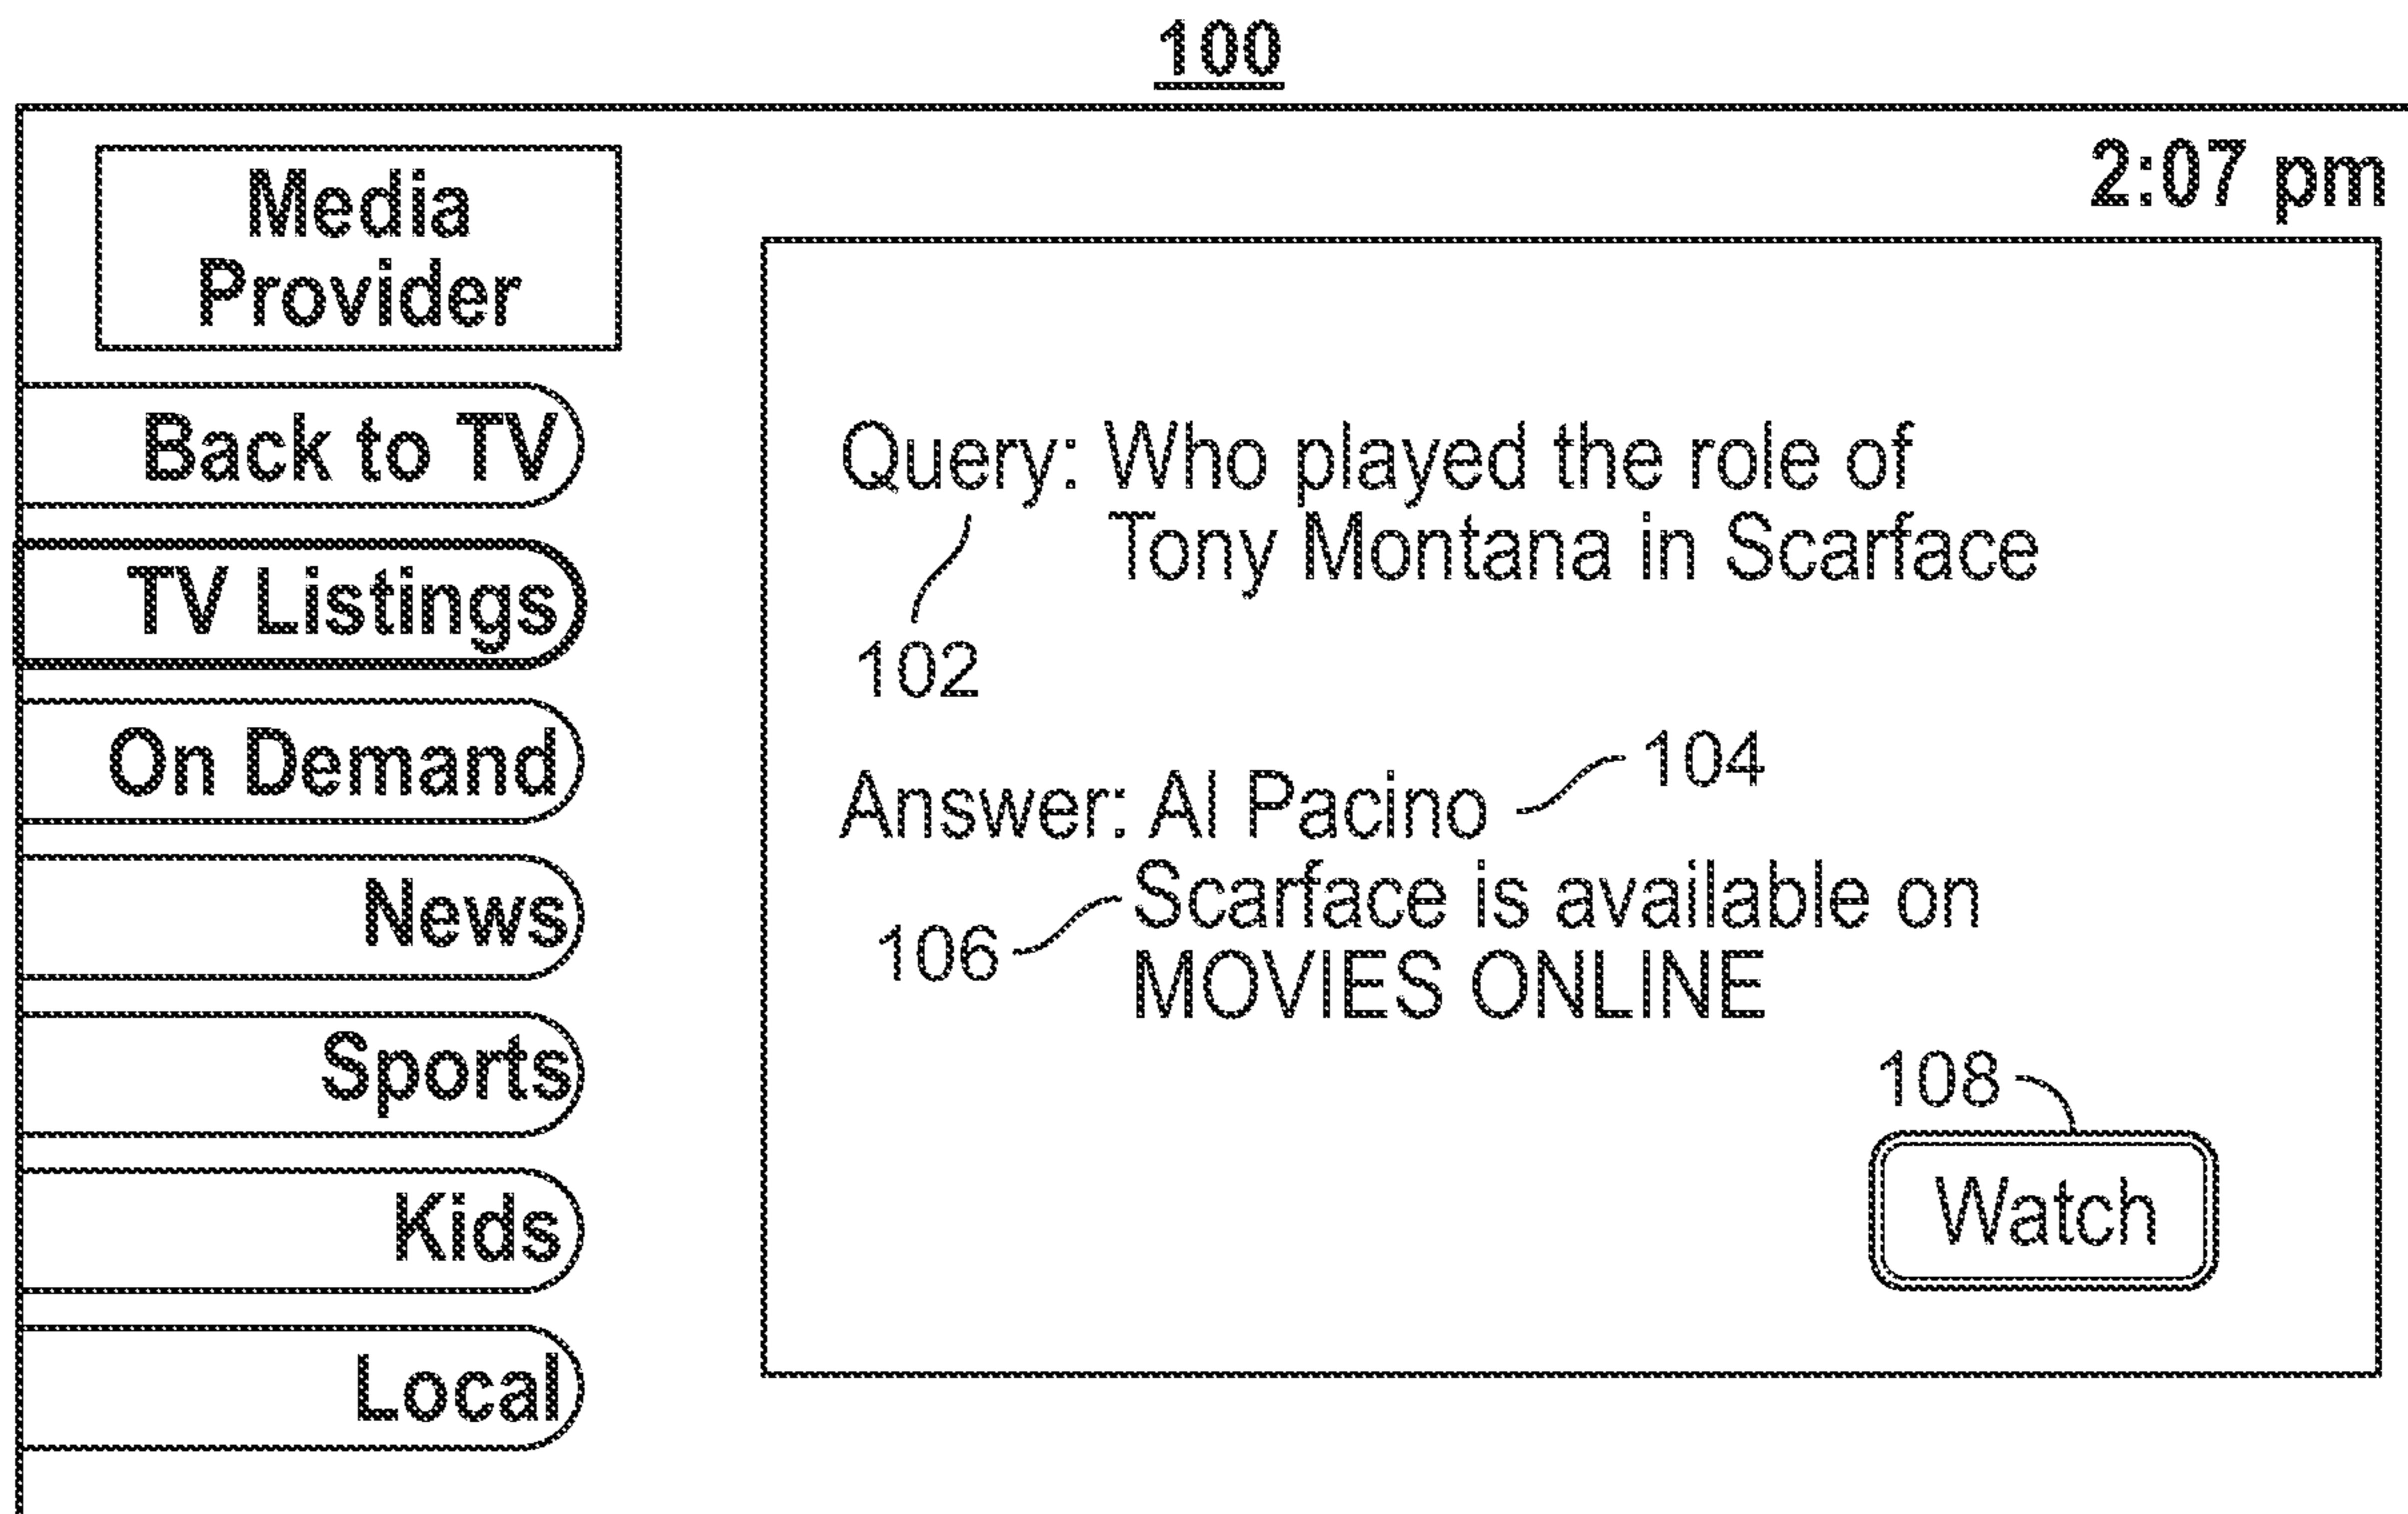 100
2:07 pm
Media
Provider
Back to TV
TV Listings
On Demand
News
Sports
Kids
Local
Query: Who played the role of
Tony Montana in Scarface
102
104
Answer: Al Pacino
Scarface is available on
106
MOVIES ONLINE
108
Watch